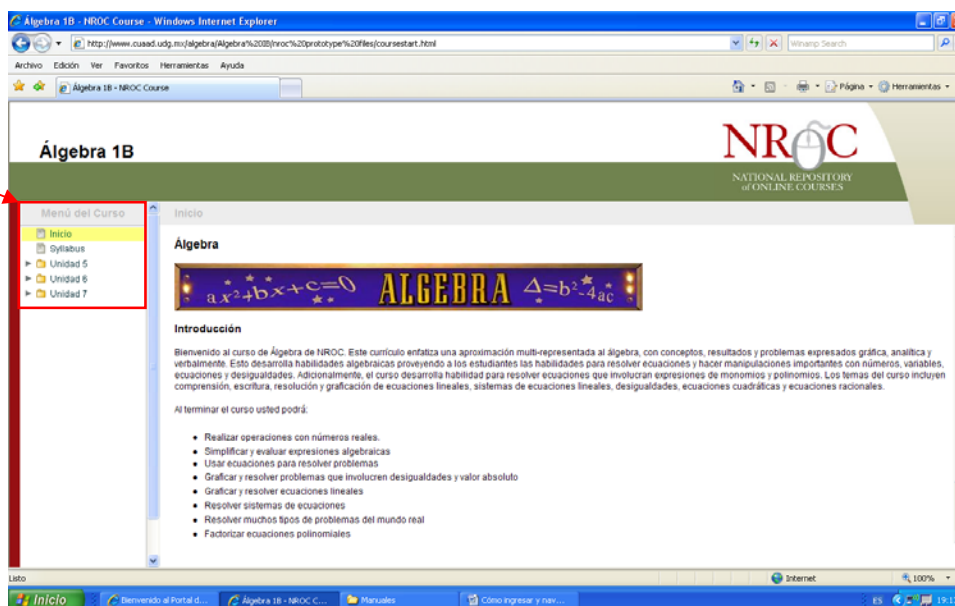 Álgebra 1B - NROC Course - Windows Internet Explorer
http://www.cuaad.udg.mx/algebra/Algebra%20IB/nroc%20prototype%20files/coursestart.html
Winamp Search
Archivo Edición Ver Favoritos Herramientas Ayuda
Álgebra 1B - NROC Course
Página
Herramientas
Álgebra 1B
NROC
NATIONAL REPOSITORY
of ONLINE COURSES
Menú del Curso
Inicio
Syllabus
Unidad 5
Unidad 6
Unidad 7
Inicio
Álgebra
ax²+bx+c=0 ALGEBRA Δ=b²-4ac
Introducción
Bienvenido al curso de Álgebra de NROC. Este currículo enfatiza una aproximación multi-representada al álgebra, con conceptos, resultados y problemas expresados gráfica, analítica y
verbalmente. Esto desarrolla habilidades algebraicas proveyendo a los estudiantes las habilidades para resolver ecuaciones y hacer manipulaciones importantes con números, variables,
ecuaciones y desigualdades. Adicionalmente, el curso desarrolla habilidad para resolver ecuaciones que involucran expresiones de monomios y polinomios. Los temas del curso incluyen
comprensión, escritura, resolución y graficación de ecuaciones lineales, sistemas de ecuaciones lineales, desigualdades, ecuaciones cuadráticas y ecuaciones racionales.
Al terminar el curso usted podrá:
Realizar operaciones con números reales.
Simplificar y evaluar expresiones algebraicas
Usar ecuaciones para resolver problemas
Graficar y resolver problemas que involucren desigualdades y valor absoluto
Graficar y resolver ecuaciones lineales
Resolver sistemas de ecuaciones
Resolver muchos tipos de problemas del mundo real
Factorizar ecuaciones polinomiales
Listo
Internet
100%
Inicio
Bienvenido al Portal d...
Álgebra 1B - NROC C...
Manuales
Cómo ingresar y nav...
ES